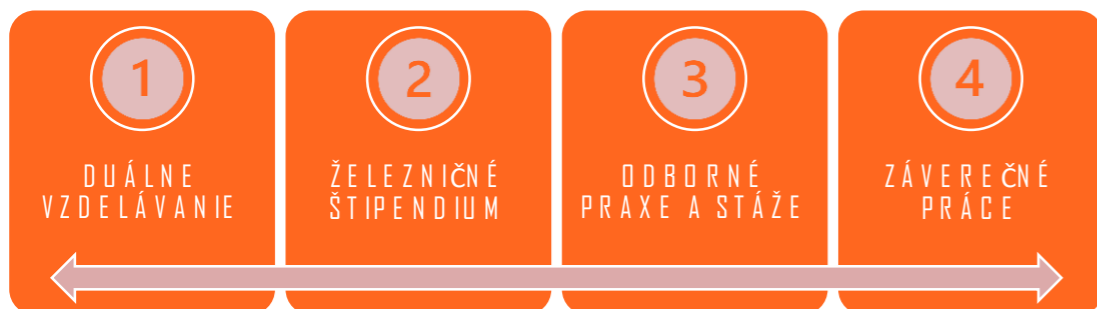 1
DUÁLNE
VZDELÁVANIE
2
ŽELEZNIČNÉ
ŠTIPENDIUM
3
ODBORNÉ
PRAXE A STÁŽE
4
ZÁVEREČNÉ
PRÁCE